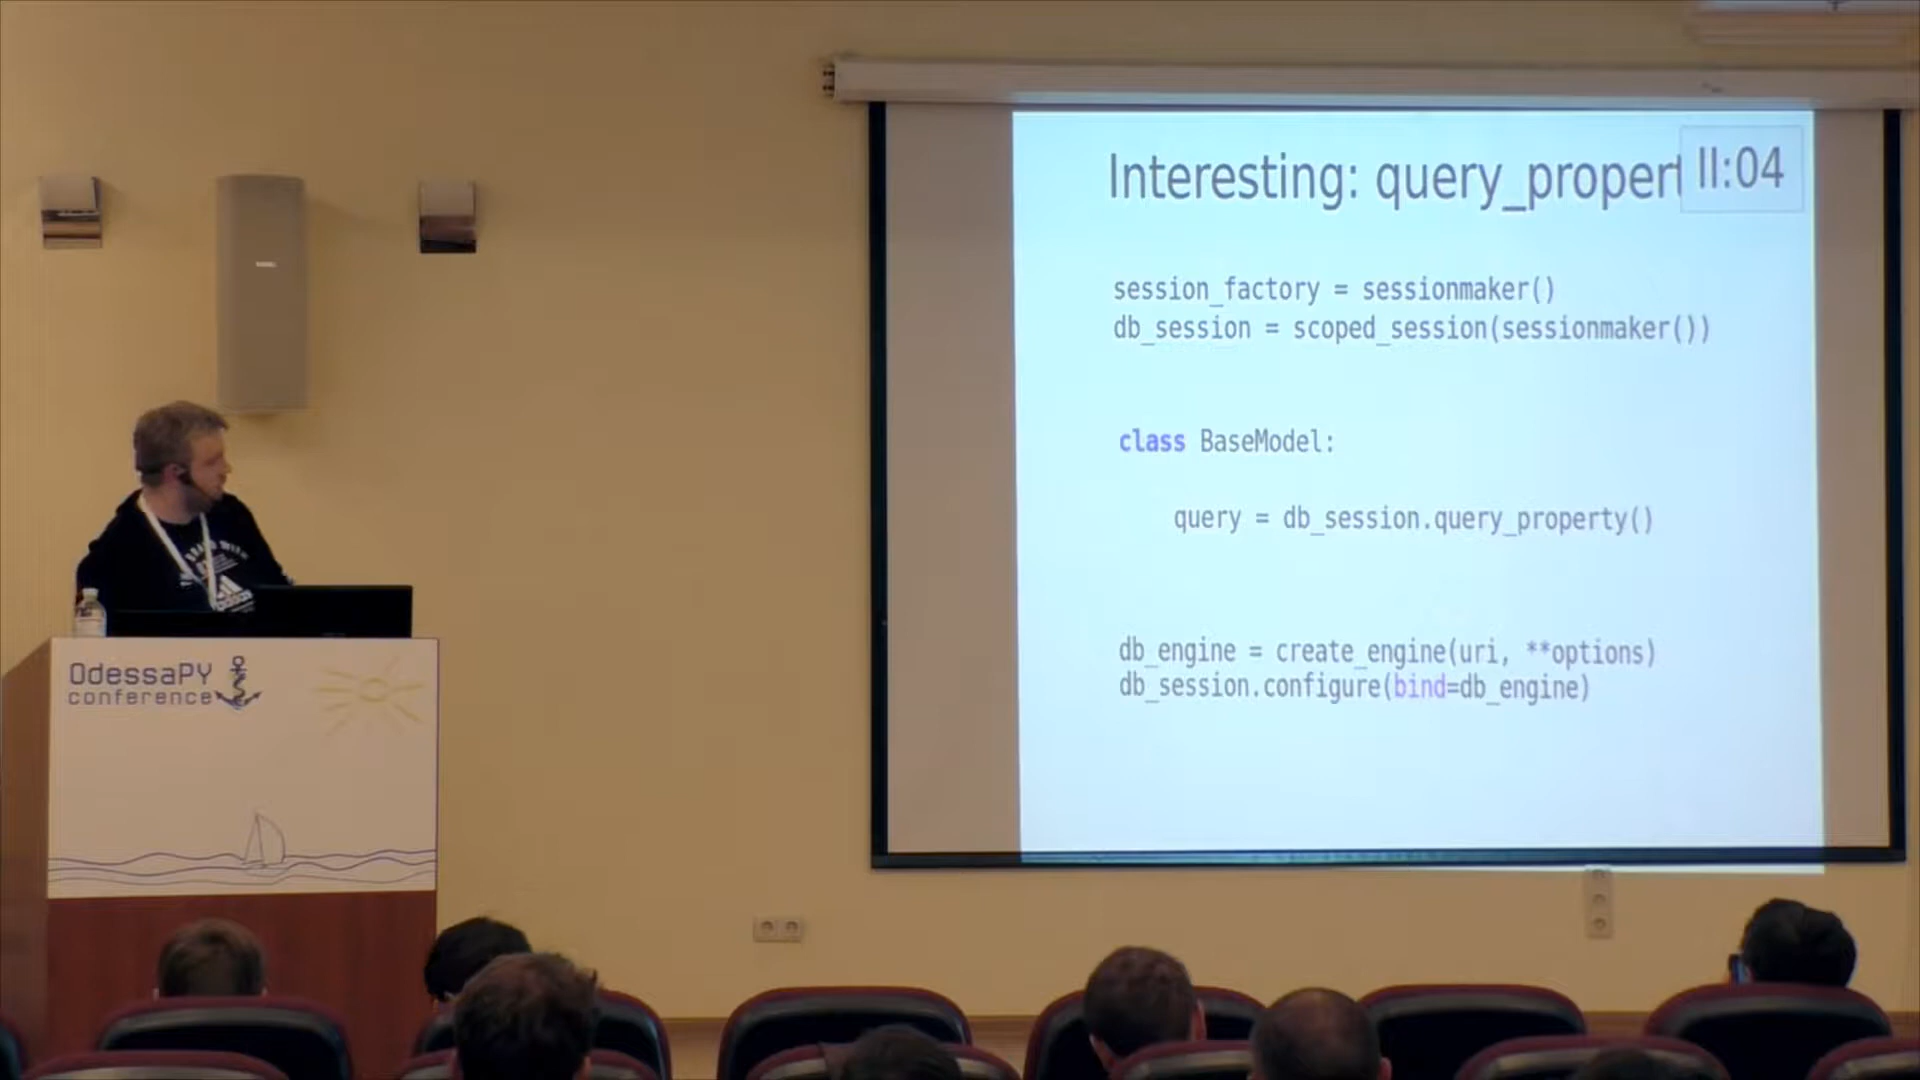 Interesting: query_propert
11:04
session_factory = sessionmaker()
db_session = scoped_session(sessionmaker())
class BaseModel:
query = db_session.query_property()
db_engine = create_engine(uri, **options)
db_session.configure(bind=db_engine)
OdessaPY
conference